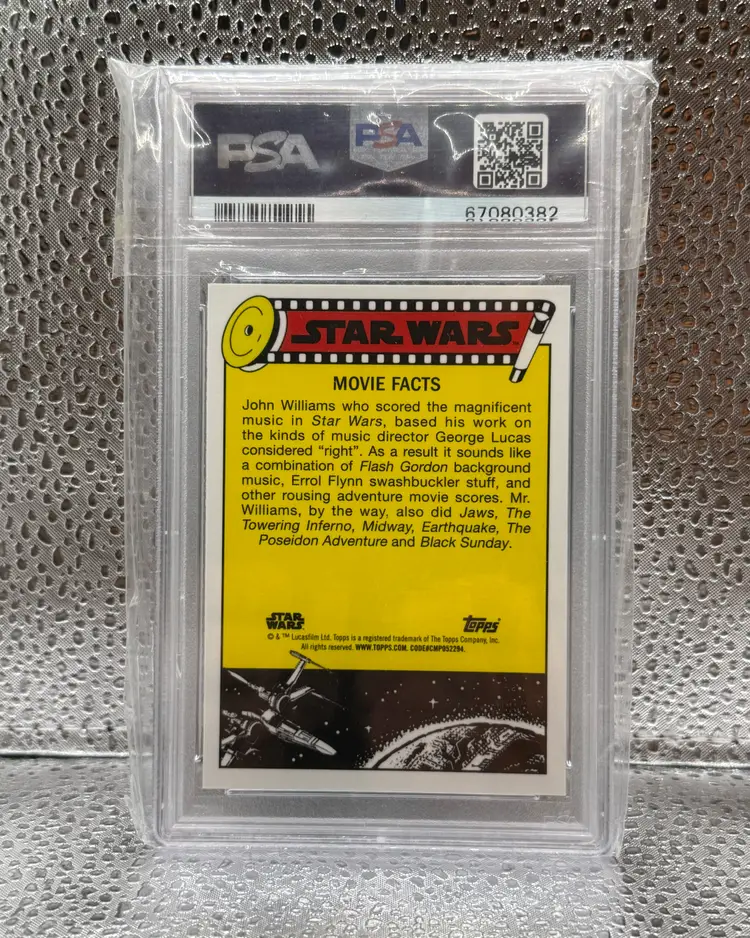 PSA
PSA
67080382
STAR WARS
MOVIE FACTS
John Williams who scored the magnificent
music in Star Wars, based his work on
the kinds of music director George Lucas
considered "right". As a result it sounds like
a combination of Flash Gordon background
music, Errol Flynn swashbuckler stuff, and
other rousing adventure movie scores. Mr.
Williams, by the way, also did Jaws, The
Towering Inferno, Midway, Earthquake, The
Poseidon Adventure and Black Sunday.
STAR WARS
Topps
© & ™ Lucasfilm Ltd. Topps is a registered trademark of The Topps Company, Inc.
All rights reserved. WWW.TOPPS.COM. CODE#CMP052294.